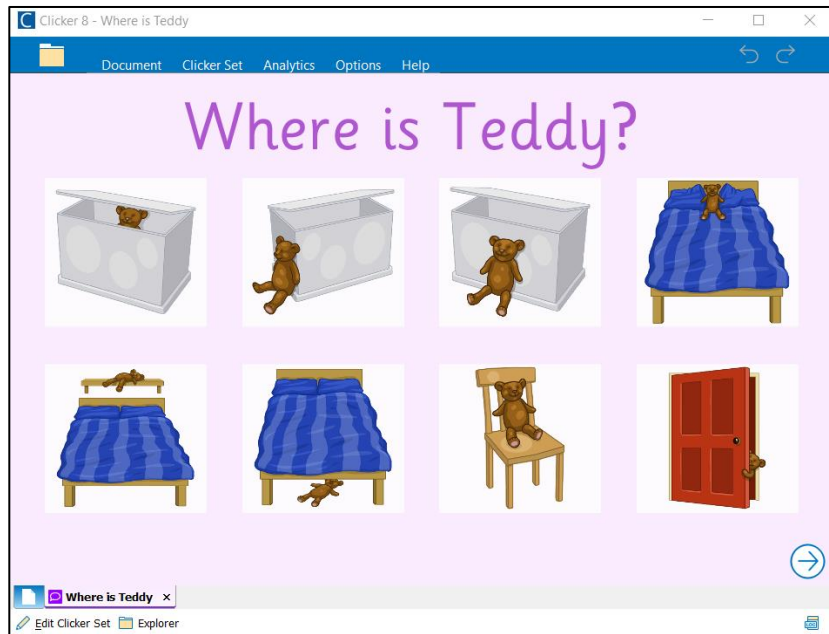 Clicker 8 - Where is Teddy
Document Clicker Set Analytics Options Help
Where is Teddy?
Where is Teddy
Edit Clicker Set Explorer